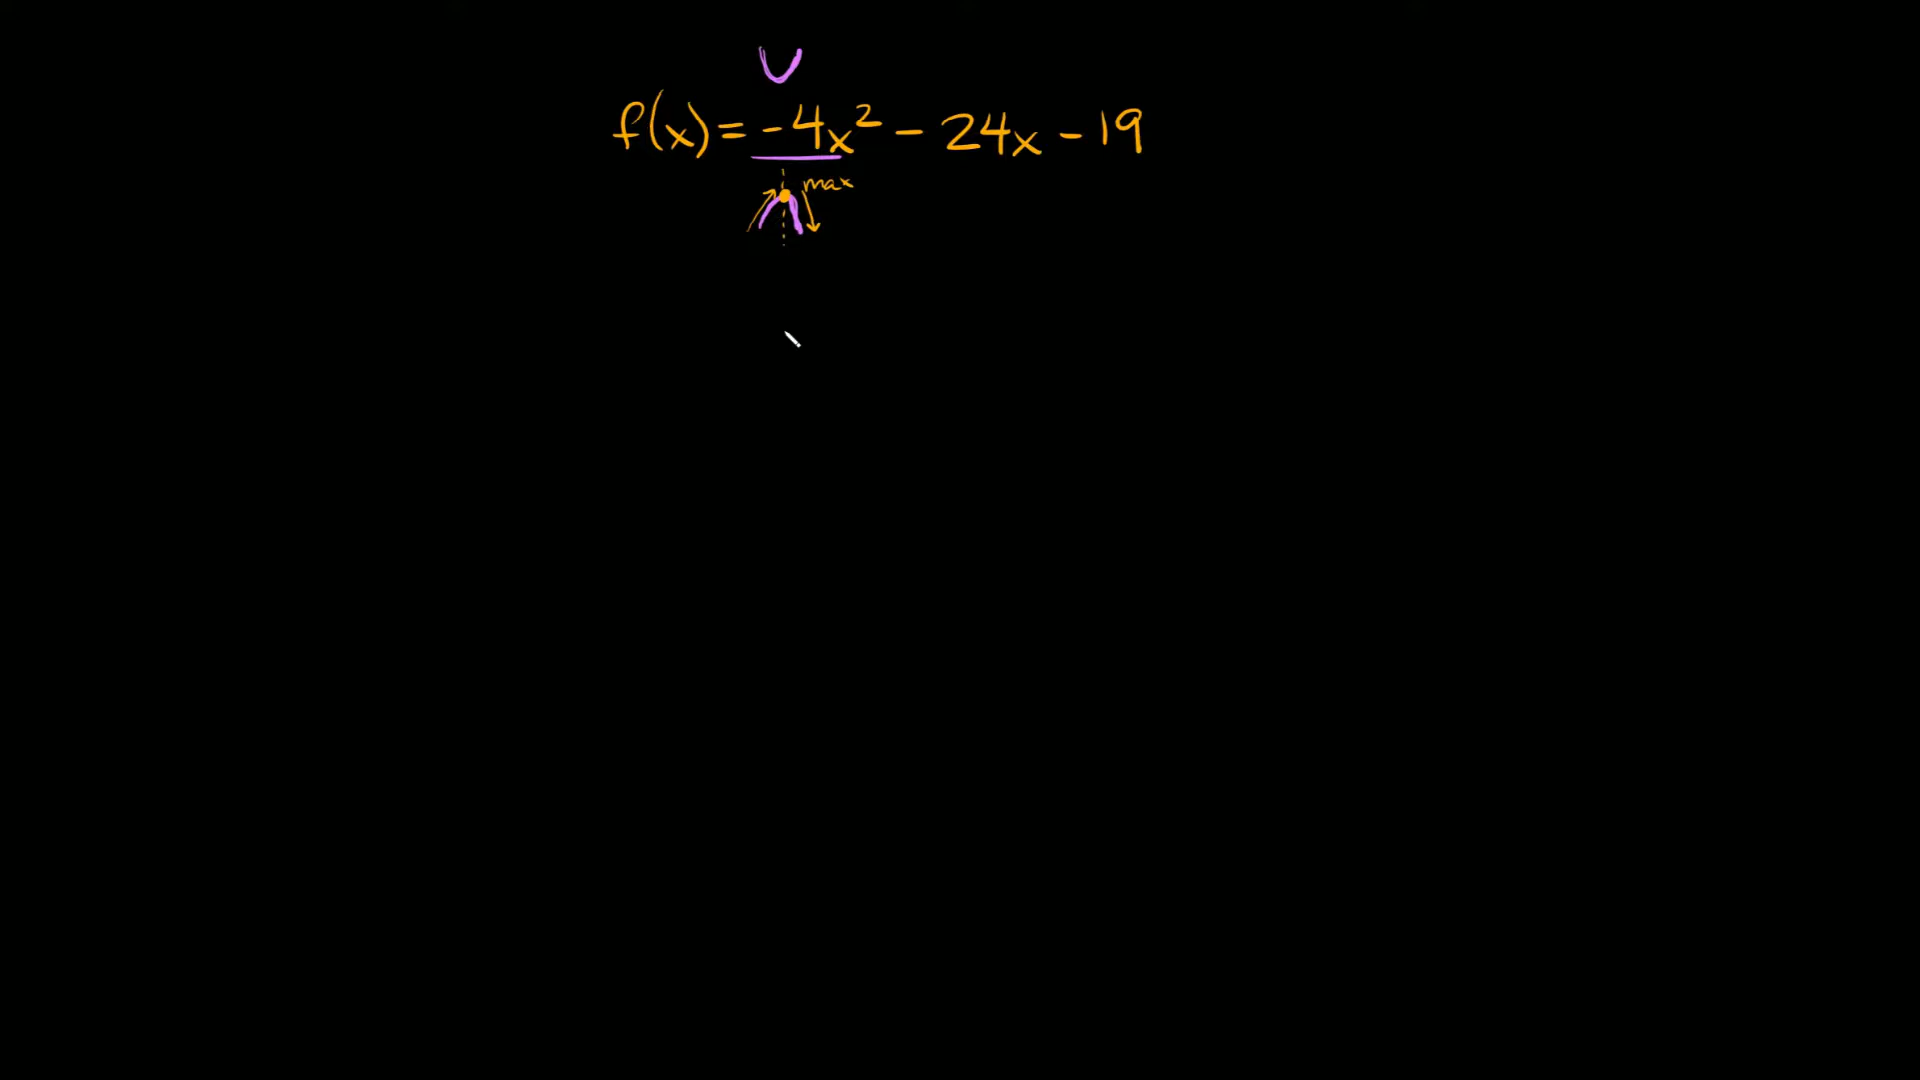 f(x) = -4x² - 24x - 19
max